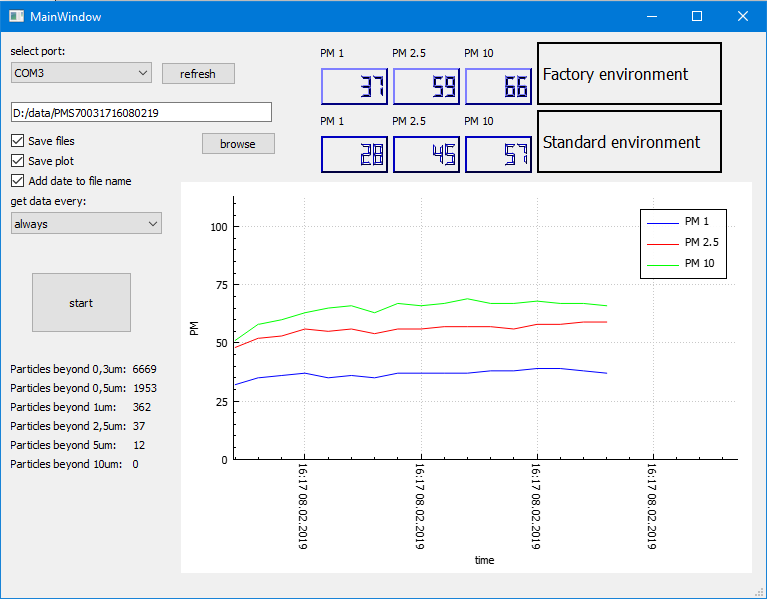 MainWindow
select port:
COM3
refresh
D:/data/PMS70031716080219
Save files
browse
Save plot
Add date to file name
get data every:
always
start
Particles beyond 0,3um: 6669
Particles beyond 0,5um: 1953
Particles beyond 1um: 362
Particles beyond 2,5um: 37
Particles beyond 5um: 12
Particles beyond 10um: 0
PM 1 PM 2.5 PM 10
37 59 66 Factory environment
PM 1 PM 2.5 PM 10
28 45 57 Standard environment
PM 1
PM 2.5
PM 10
100
75
50
25
0
PM
16:17 08.02.2019
16:17 08.02.2019
16:17 08.02.2019
16:17 08.02.2019
time